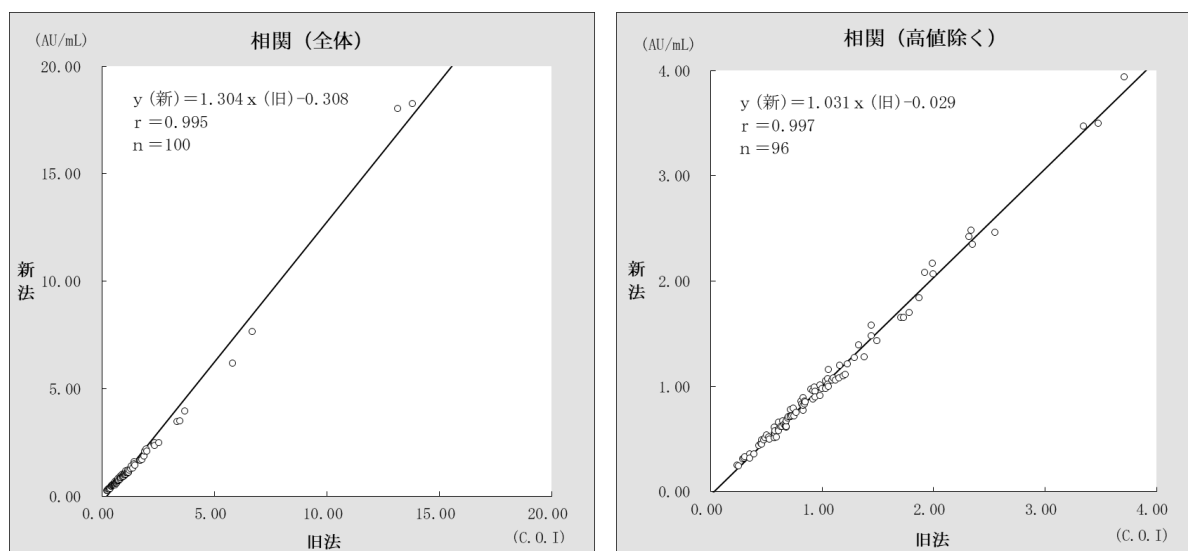 相関（全体）
(AU/mL)
20.00
y（新）＝1.304ｘ（旧）-0.308
ｒ＝0.995
ｎ＝100
15.00
新法
10.00
5.00
0.00
0.00 5.00 10.00 15.00 20.00
旧法
(C.O.I)
相関（高値除く）
(AU/mL)
4.00
y（新）＝1.031ｘ（旧）-0.029
ｒ＝0.997
ｎ＝96
3.00
新法
2.00
1.00
0.00
0.00 1.00 2.00 3.00 4.00
旧法
(C.O.I)